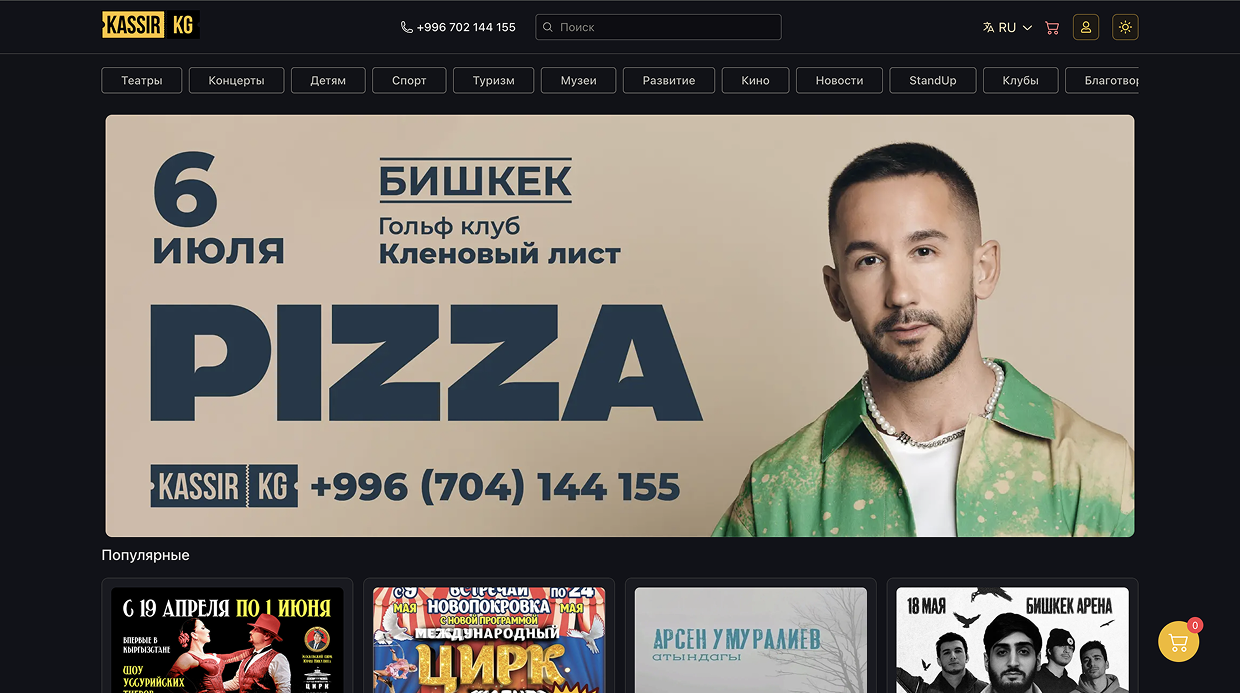 KASSIR KG
+996 702 144 155
Поиск
RU
Театры
Концерты
Детям
Спорт
Туризм
Музеи
Развитие
Кино
Новости
StandUp
Клубы
Благотвор
6
ИЮЛЯ
БИШКЕК
Гольф клуб
Кленовый лист
PIZZA
KASSIR KG +996 (704) 144 155
Популярные
С 19 АПРЕЛЯ ПО 1 ИЮНЯ
ВПЕРВЫЕ В
КЫРГЫЗСТАНЕ
ШОУ
УССУРИЙСКИХ
ТИГРОВ
ЦИРК
С 9 ВСТРЕЧАЙ ПО 24
МАЯ НОВОПОКРОВКА МАЯ
С НОВОЙ ПРОГРАММОЙ
МЕЖДУНАРОДНЫЙ
ЦИРК
АРСЕН УМУРАЛИЕВ
атындагы
18 МАЯ
БИШКЕК АРЕНА
0